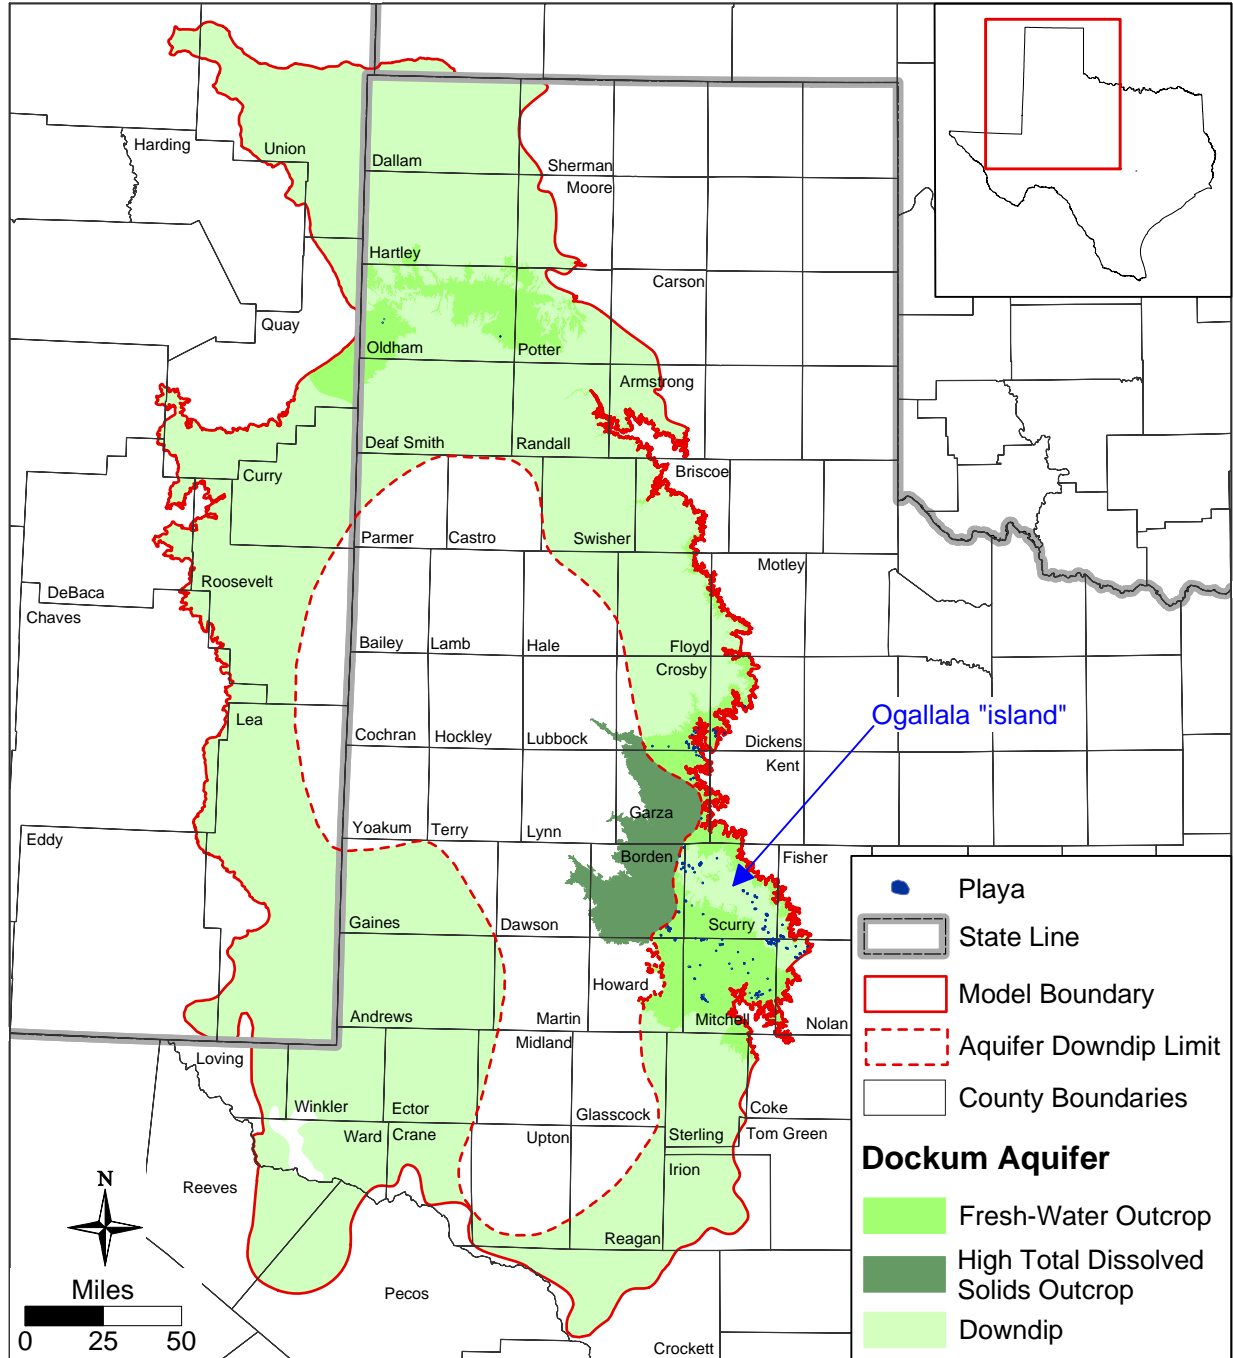 Harding
Union
Dallam
Sherman
Moore
Hartley
Carson
Quay
Oldham
Potter
Armstrong
Deaf Smith
Randall
Curry
Briscoe
Parmer
Castro
Swisher
Motley
Roosevelt
DeBaca
Chaves
Bailey
Lamb
Hale
Floyd
Crosby
Lea
Ogallala "island"
Cochran
Hockley
Lubbock
Dickens
Kent
Garza
Eddy
Yoakum
Terry
Lynn
Borden
Fisher
Gaines
Dawson
Scurry
Howard
Andrews
Martin
Mitchell
Nolan
Loving
Midland
Winkler
Ector
Glasscock
Coke
Ward
Crane
Upton
Sterling
Tom Green
Reeves
Irion
Reagan
Pecos
Crockett
N
Miles
0 25 50
Playa
State Line
Model Boundary
Aquifer Downdip Limit
County Boundaries
Dockum Aquifer
Fresh-Water Outcrop
High Total Dissolved
Solids Outcrop
Downdip